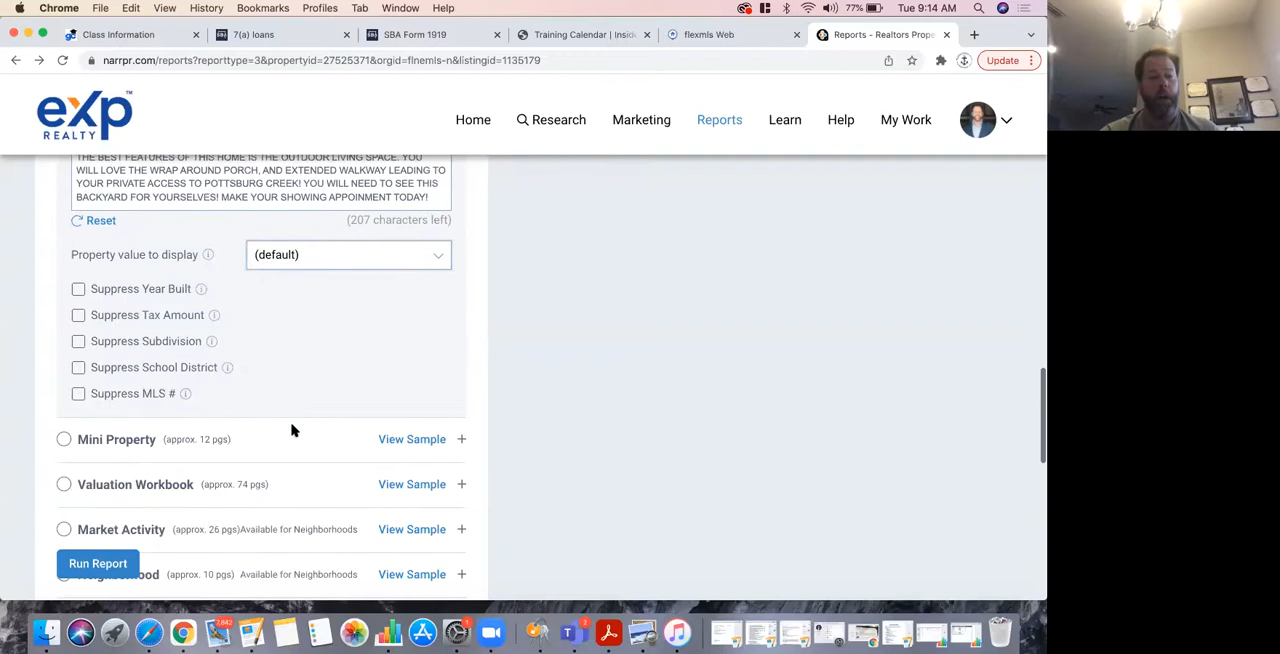 Chrome File Edit View History Bookmarks Profiles Tab Window Help 77% Tue 9:14 AM
Class Information 7(a) loans SBA Form 1919 Training Calendar | Insid flexmls Web Reports - Realtors Prope
narrpr.com/reports?reporttype=3&propertyid=27525371&orgid=flnemls-n&listingid=1135179 Update
eXp REALTY™ Home Research Marketing Reports Learn Help My Work
THE BEST FEATURES OF THIS HOME IS THE OUTDOOR LIVING SPACE. YOU
WILL LOVE THE WRAP AROUND PORCH, AND EXTENDED WALKWAY LEADING TO
YOUR PRIVATE ACCESS TO POTTSBURG CREEK! YOU WILL NEED TO SEE THIS
BACKYARD FOR YOURSELVES! MAKE YOUR SHOWING APPOINMENT TODAY!
Reset (207 characters left)
Property value to display (default)
Suppress Year Built
Suppress Tax Amount
Suppress Subdivision
Suppress School District
Suppress MLS #
Mini Property (approx. 12 pgs) View Sample +
Valuation Workbook (approx. 74 pgs) View Sample +
Market Activity (approx. 26 pgs)Available for Neighborhoods View Sample +
Run Report
Neighborhood (approx. 10 pgs) Available for Neighborhoods View Sample +
7,842 1 2